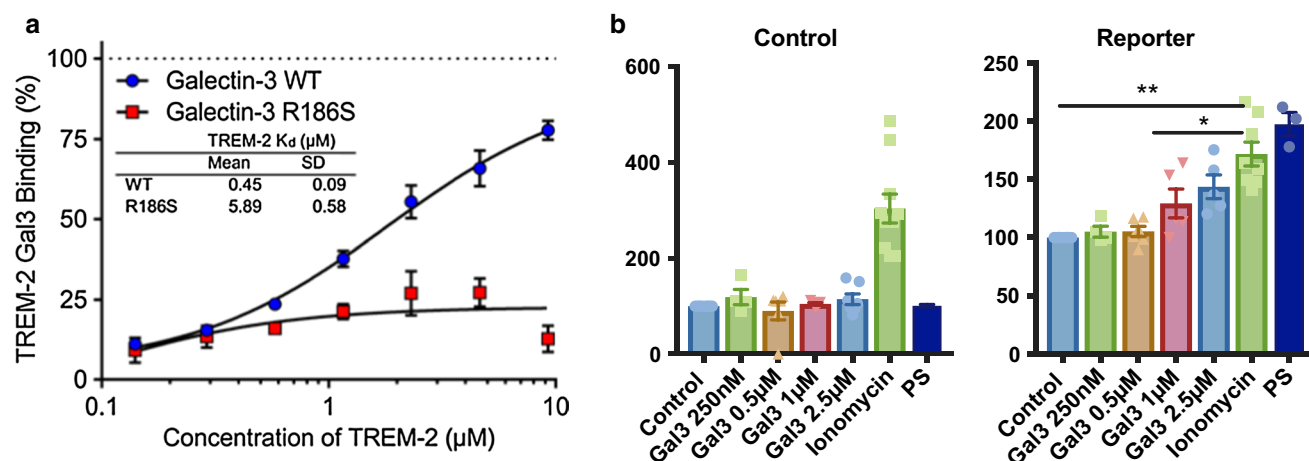 a
TREM-2 Gal3 Binding (%)
100
75
50
25
0
Galectin-3 WT
Galectin-3 R186S
TREM-2 Kd (µM)
Mean SD
WT 0.45 0.09
R186S 5.89 0.58
0.1 1 10
Concentration of TREM-2 (µM)
b
Control
600
400
200
0
Control
Gal3 250nM
Gal3 0.5µM
Gal3 1µM
Gal3 2.5µM
Ionomycin
PS
Reporter
250
200
150
100
50
0
**
*
Control
Gal3 250nM
Gal3 0.5µM
Gal3 1µM
Gal3 2.5µM
Ionomycin
PS